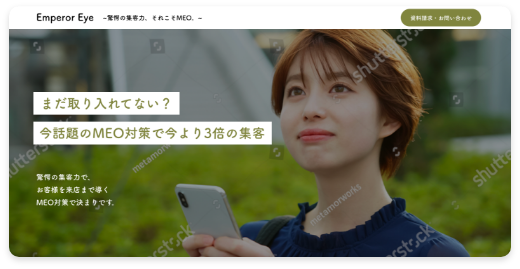 Emperor Eye ~驚愕の集客力。それこそMEO。~
資料請求・お問い合わせ
まだ取り入れてない？
今話題のMEO対策で今より3倍の集客
驚愕の集客力で、
お客様を来店まで導く
MEO対策で決まりです。
shutterstock
metamorworks
shutterstock
metamorworks
shutterstock
shutterstock